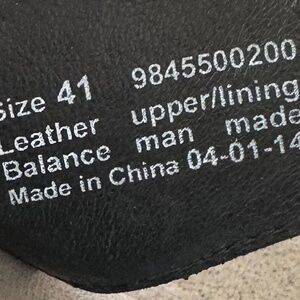 Size 41 9845500200
Leather upper/lining
Balance man made
Made in China 04-01-14